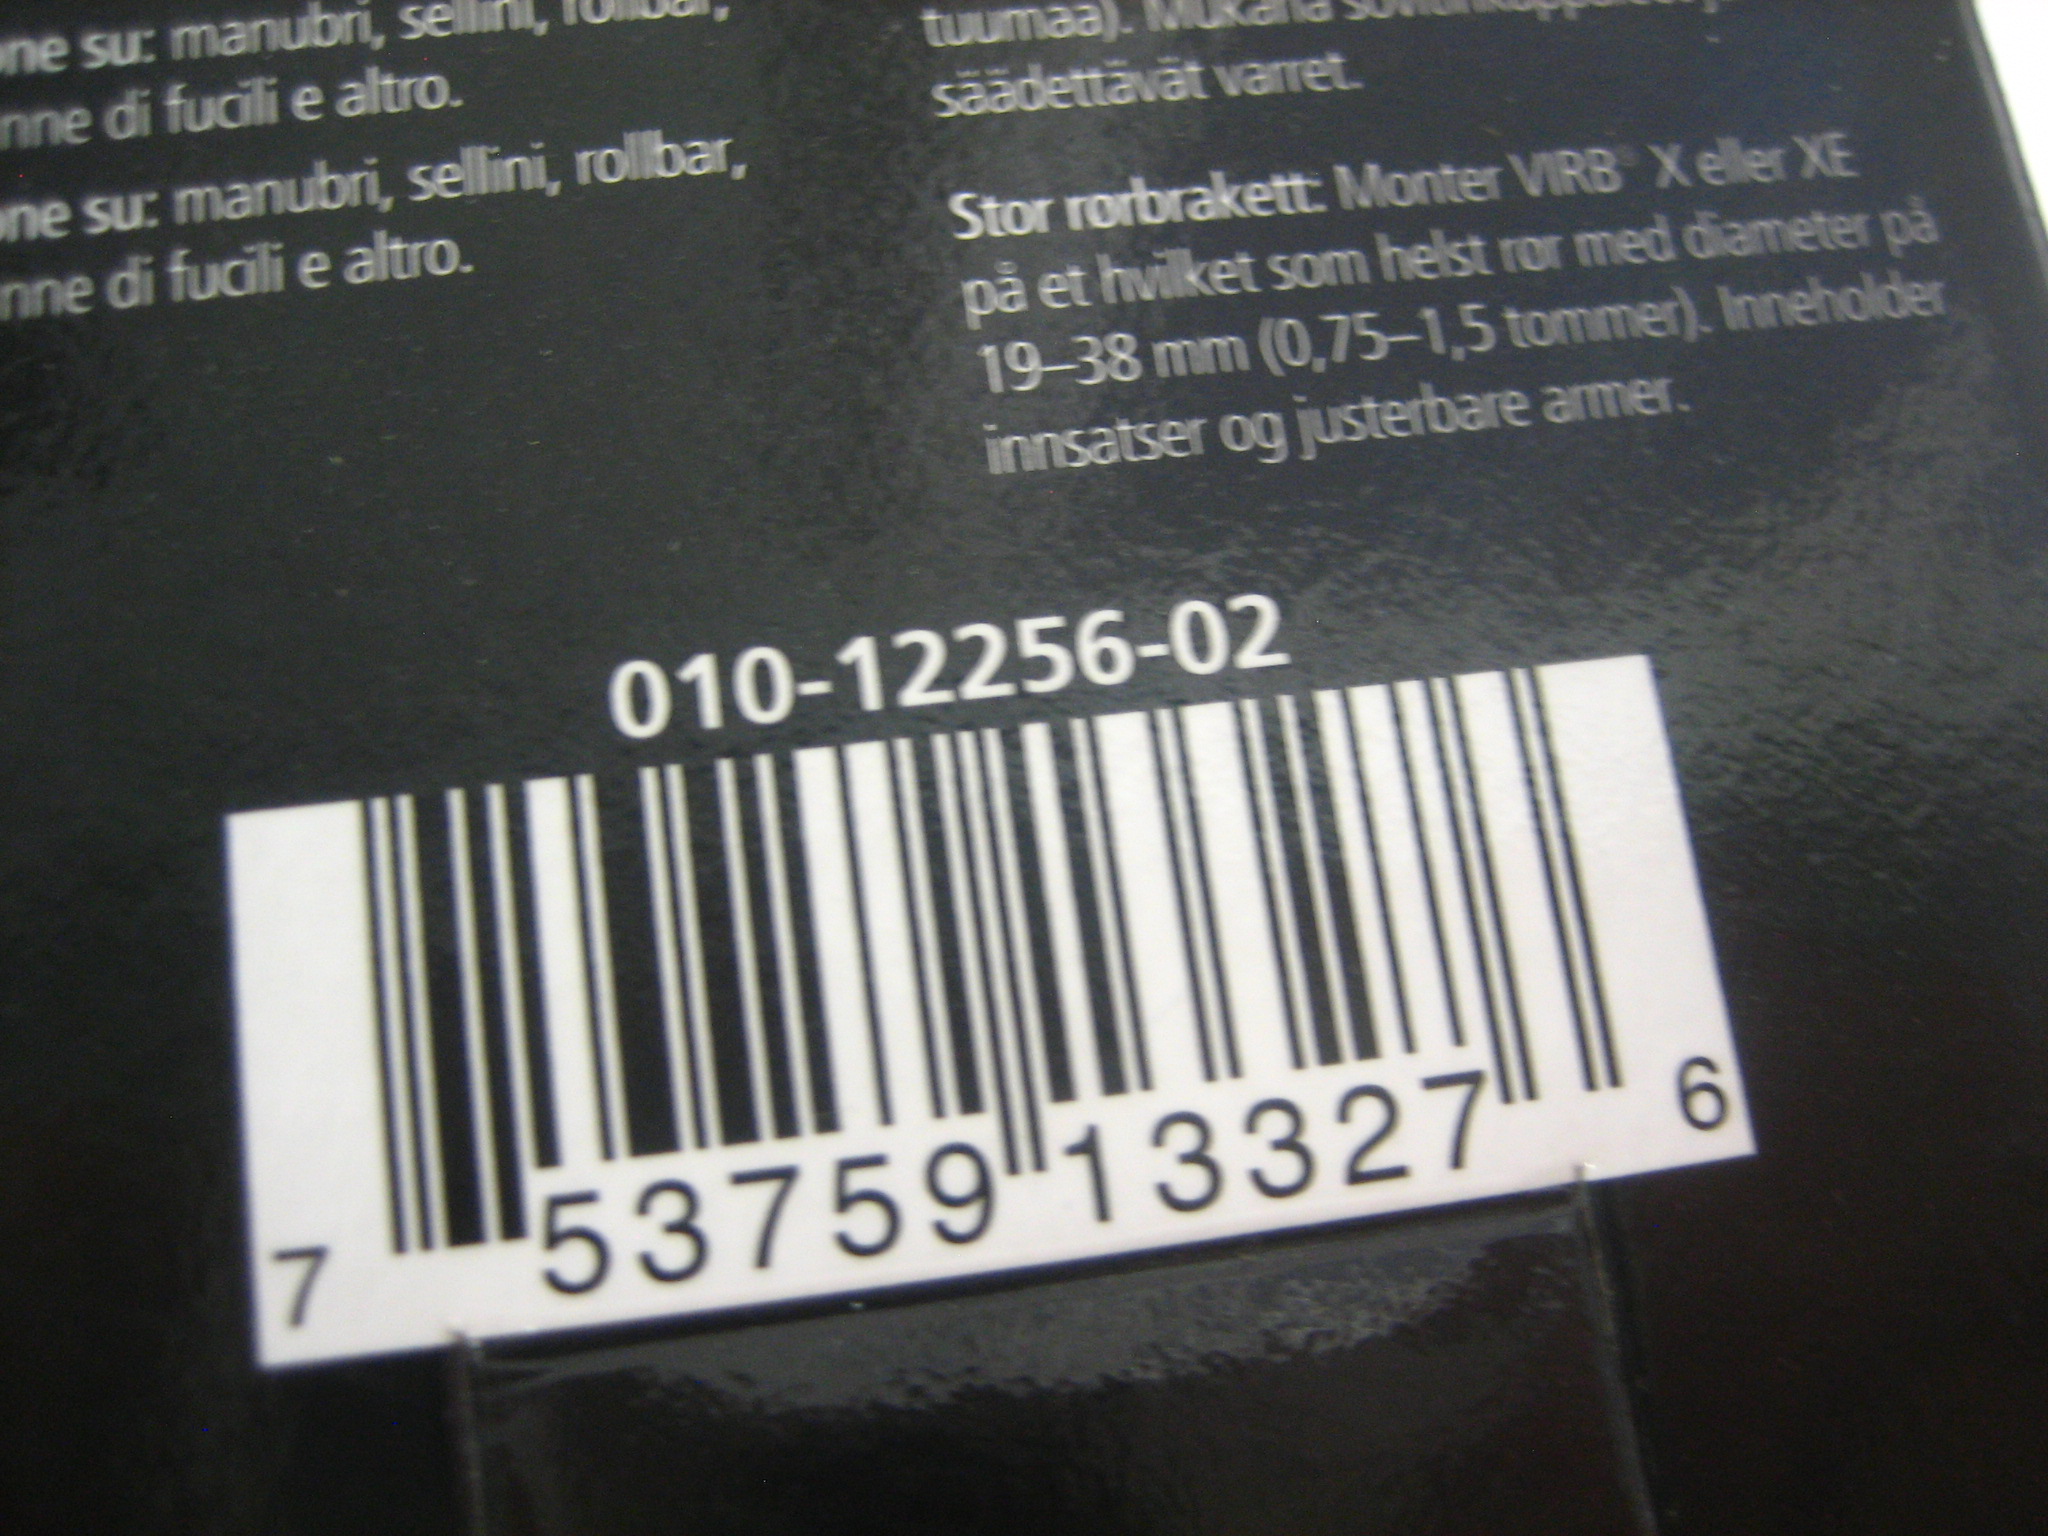 one su: manubri, sellini, rollbar,
nne di fucili e altro.
one su: manubri, sellini, rollbar,
nne di fucili e altro.
tuumaa). Mukana
säädettävät varret.
Stor rørbrakett: Monter VIRB® X eller XE
på et hvilket som helst rør med diameter på
19–38 mm (0,75–1,5 tommer). Inneholder
innsatser og justerbare armer.
010-12256-02
7 53759 13327 6